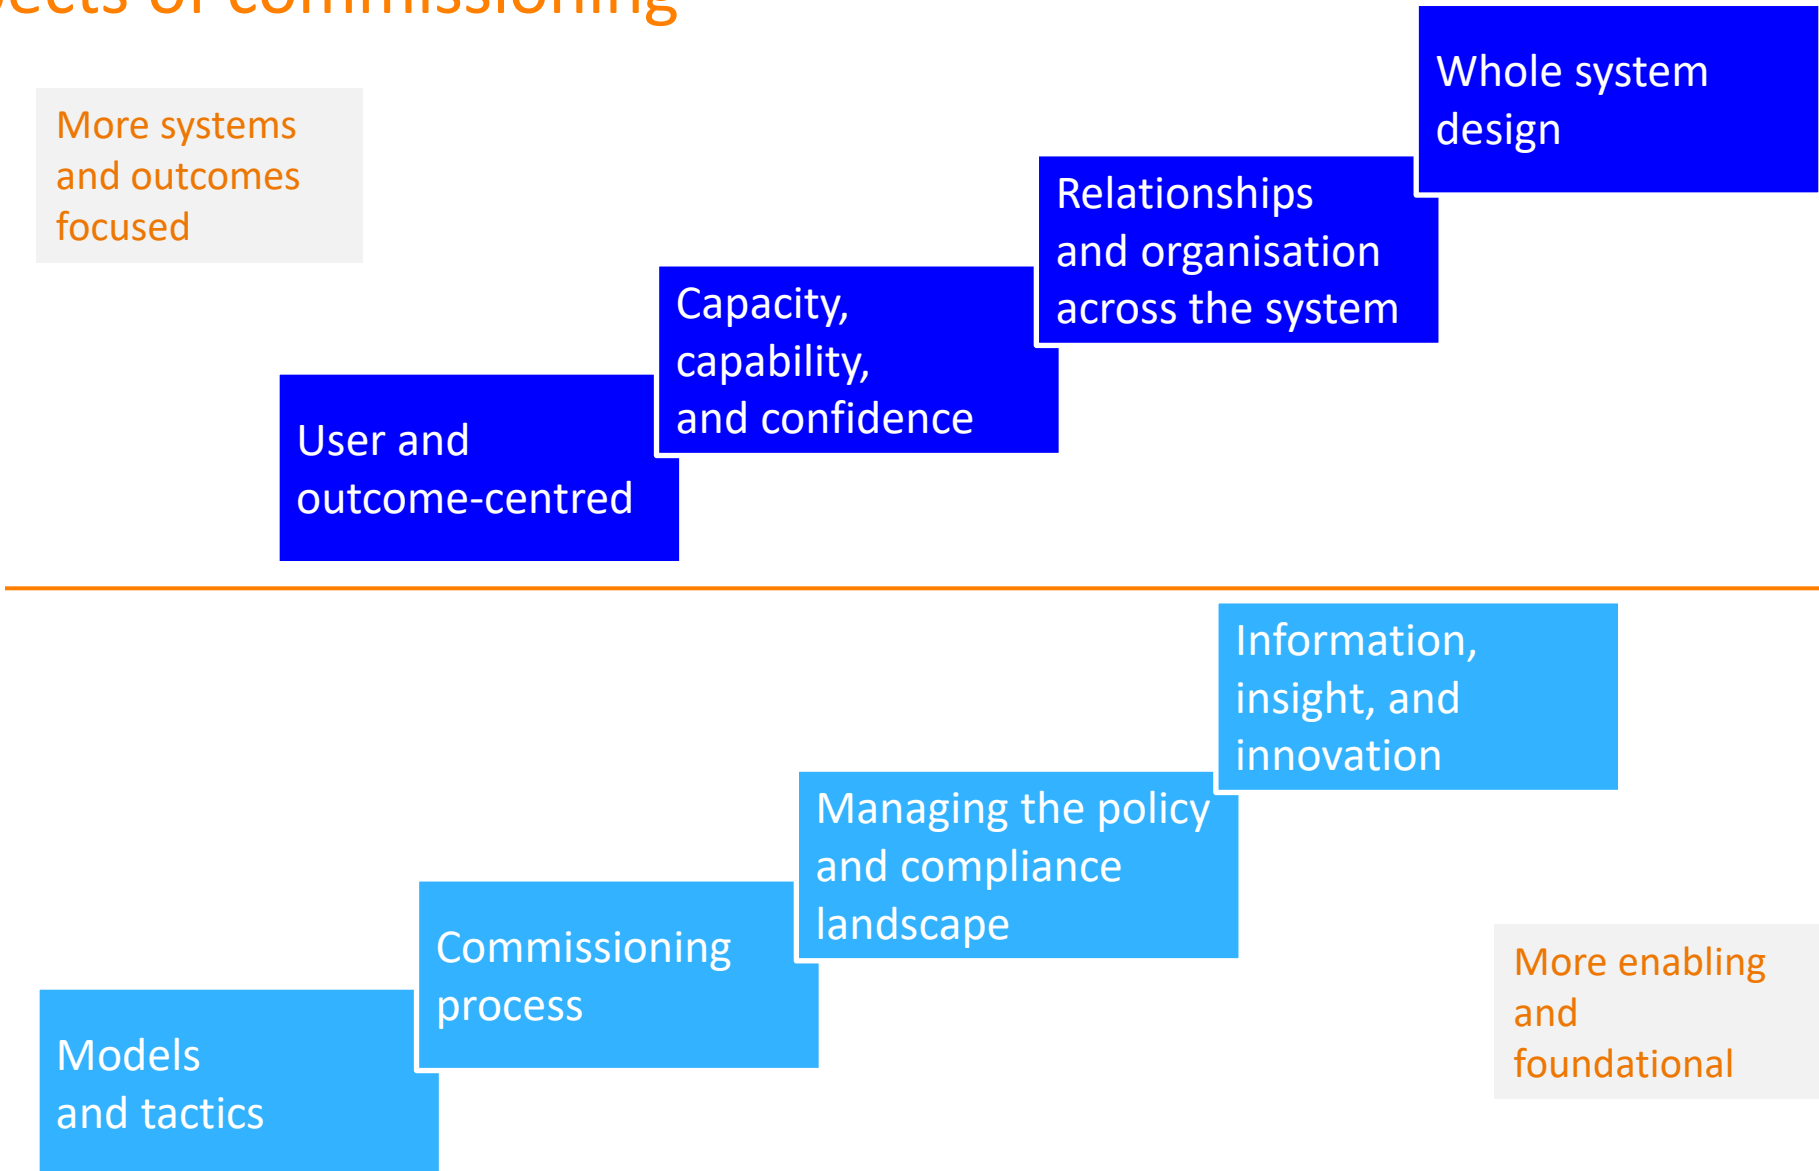 of commissioning
More systems
and outcomes
focused
Whole system
design
Relationships
and organisation
across the system
Capacity,
capability,
and confidence
User and
outcome-centred
Information,
insight, and
innovation
Managing the policy
and compliance
landscape
Commissioning
process
Models
and tactics
More enabling
and
foundational